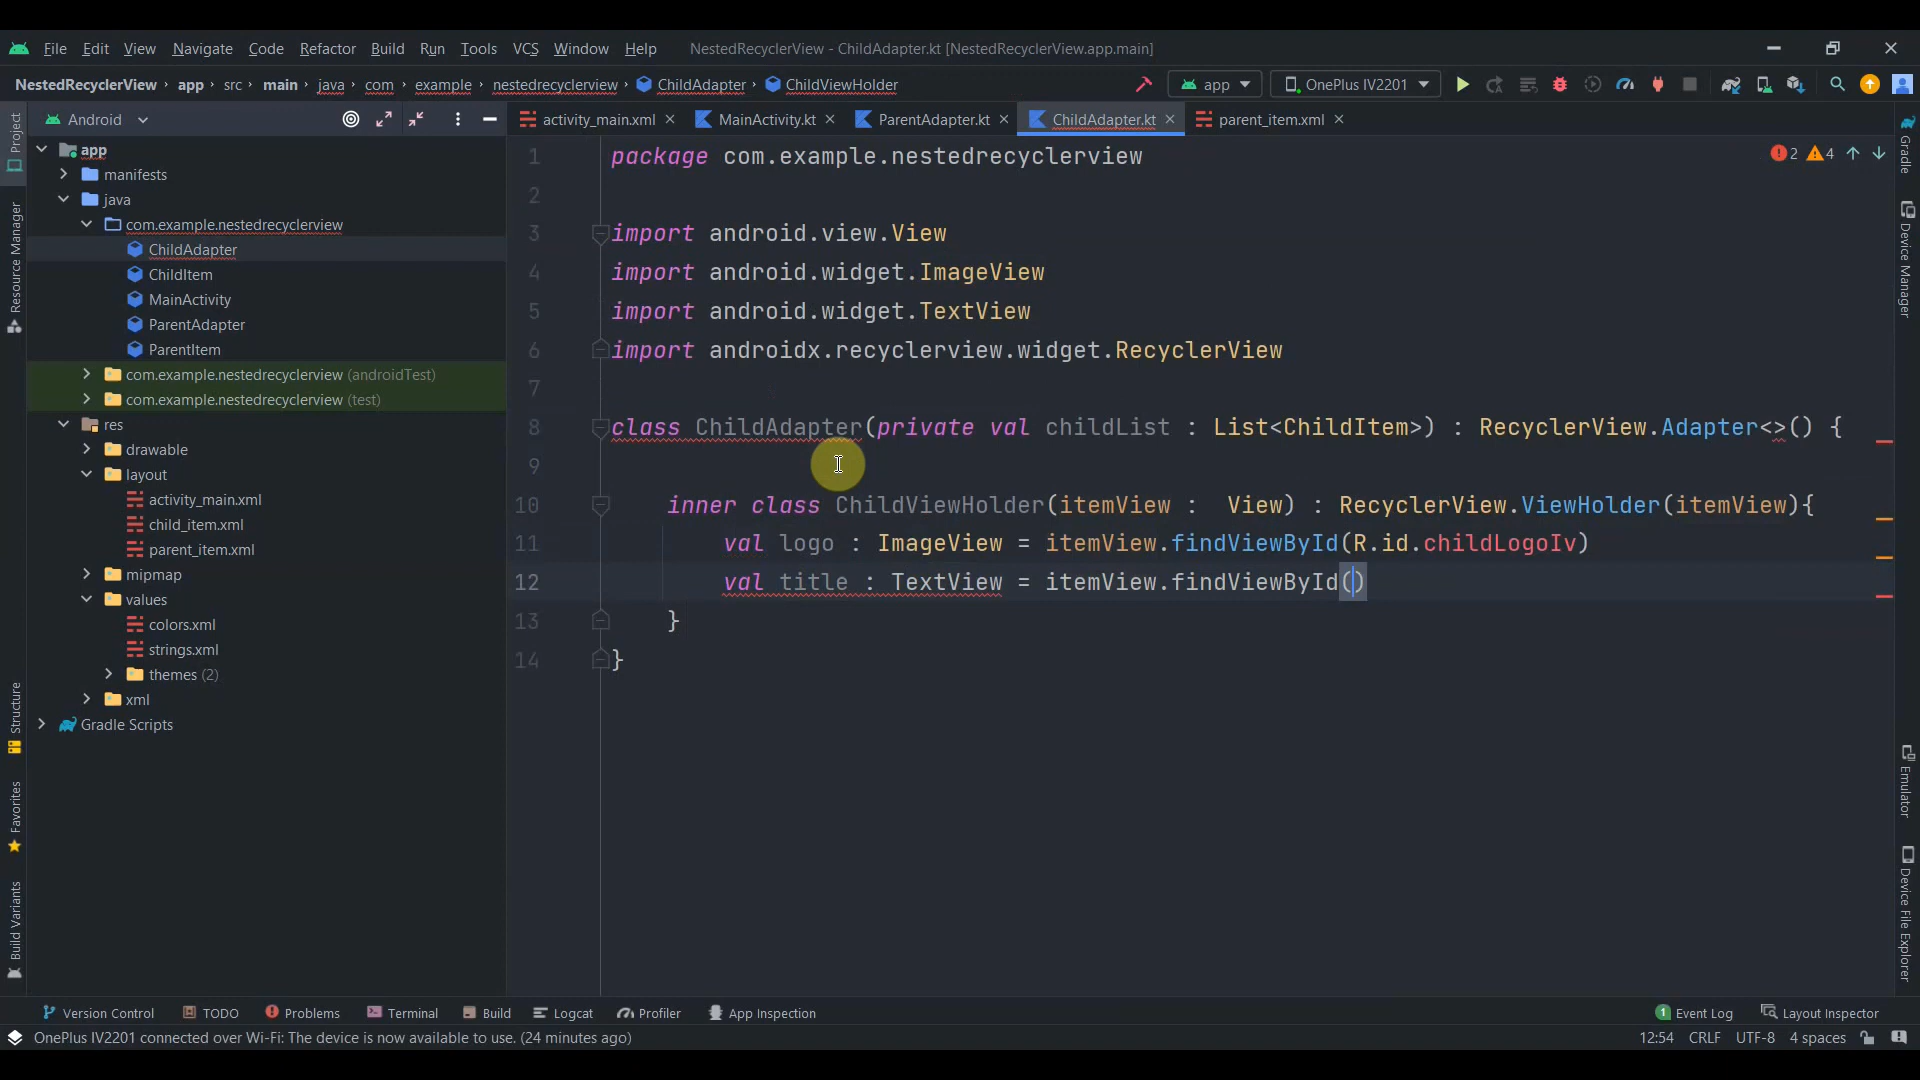 File Edit View Navigate Code Refactor Build Run Tools VCS Window Help NestedRecyclerView - ChildAdapter.kt [NestedRecyclerView.app.main]
NestedRecyclerView › app › src › main › java › com › example › nestedrecyclerview › ChildAdapter › ChildViewHolder app OnePlus IV2201
Android activity_main.xml MainActivity.kt ParentAdapter.kt ChildAdapter.kt parent_item.xml
Project
Resource Manager
Structure
Favorites
Build Variants
app
manifests
java
com.example.nestedrecyclerview
ChildAdapter
ChildItem
MainActivity
ParentAdapter
ParentItem
com.example.nestedrecyclerview (androidTest)
com.example.nestedrecyclerview (test)
res
drawable
layout
activity_main.xml
child_item.xml
parent_item.xml
mipmap
values
colors.xml
strings.xml
themes (2)
xml
Gradle Scripts
2 4
1 package com.example.nestedrecyclerview
2
3 import android.view.View
4 import android.widget.ImageView
5 import android.widget.TextView
6 import androidx.recyclerview.widget.RecyclerView
7
8 class ChildAdapter(private val childList : List<ChildItem>) : RecyclerView.Adapter<>() {
9
10 inner class ChildViewHolder(itemView :  View) : RecyclerView.ViewHolder(itemView){
11 val logo : ImageView = itemView.findViewById(R.id.childLogoIv)
12 val title : TextView = itemView.findViewById()
13 }
14 }
Gradle
Device Manager
Emulator
Device File Explorer
Version Control TODO Problems Terminal Build Logcat Profiler App Inspection 1 Event Log Layout Inspector
OnePlus IV2201 connected over Wi-Fi: The device is now available to use. (24 minutes ago) 12:54 CRLF UTF-8 4 spaces